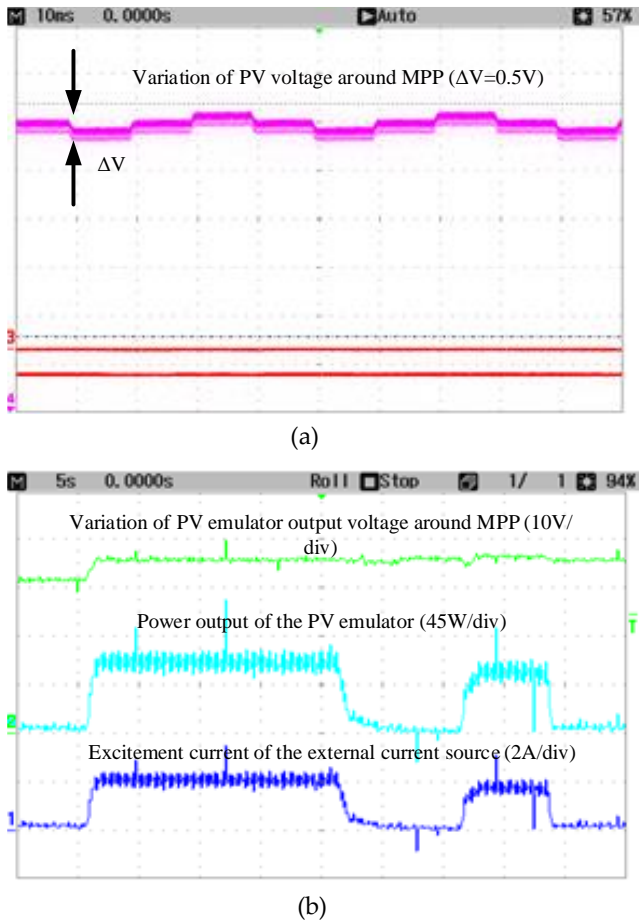 M 10ms 0.0000s Auto 57%
Variation of PV voltage around MPP (ΔV=0.5V)
ΔV
3
4
(a)
M 5s 0.0000s Roll Stop 1/ 1 94%
Variation of PV emulator output voltage around MPP (10V/
div)
Power output of the PV emulator (45W/div)
T
2
Excitement current of the external current source (2A/div)
1
(b)